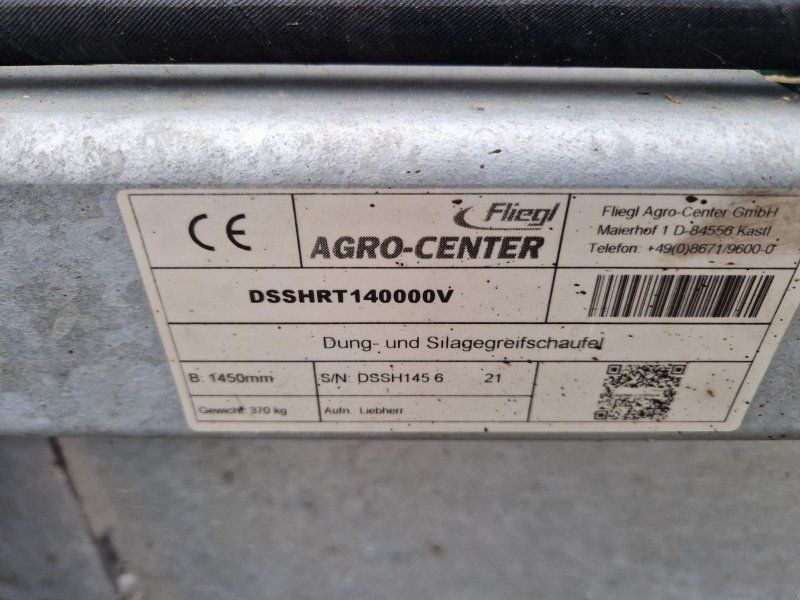 CE
Fliegl
AGRO-CENTER
Fliegl Agro-Center GmbH
Maierhof 1 D-84556 Kastl
Telefon: +49(0)8671/9600-0
DSSHRT140000V
Dung- und Silagegreifschaufel
B: 1450mm
S/N: DSSH145 6 21
Gewicht: 370 kg
Aufn.: Liebherr